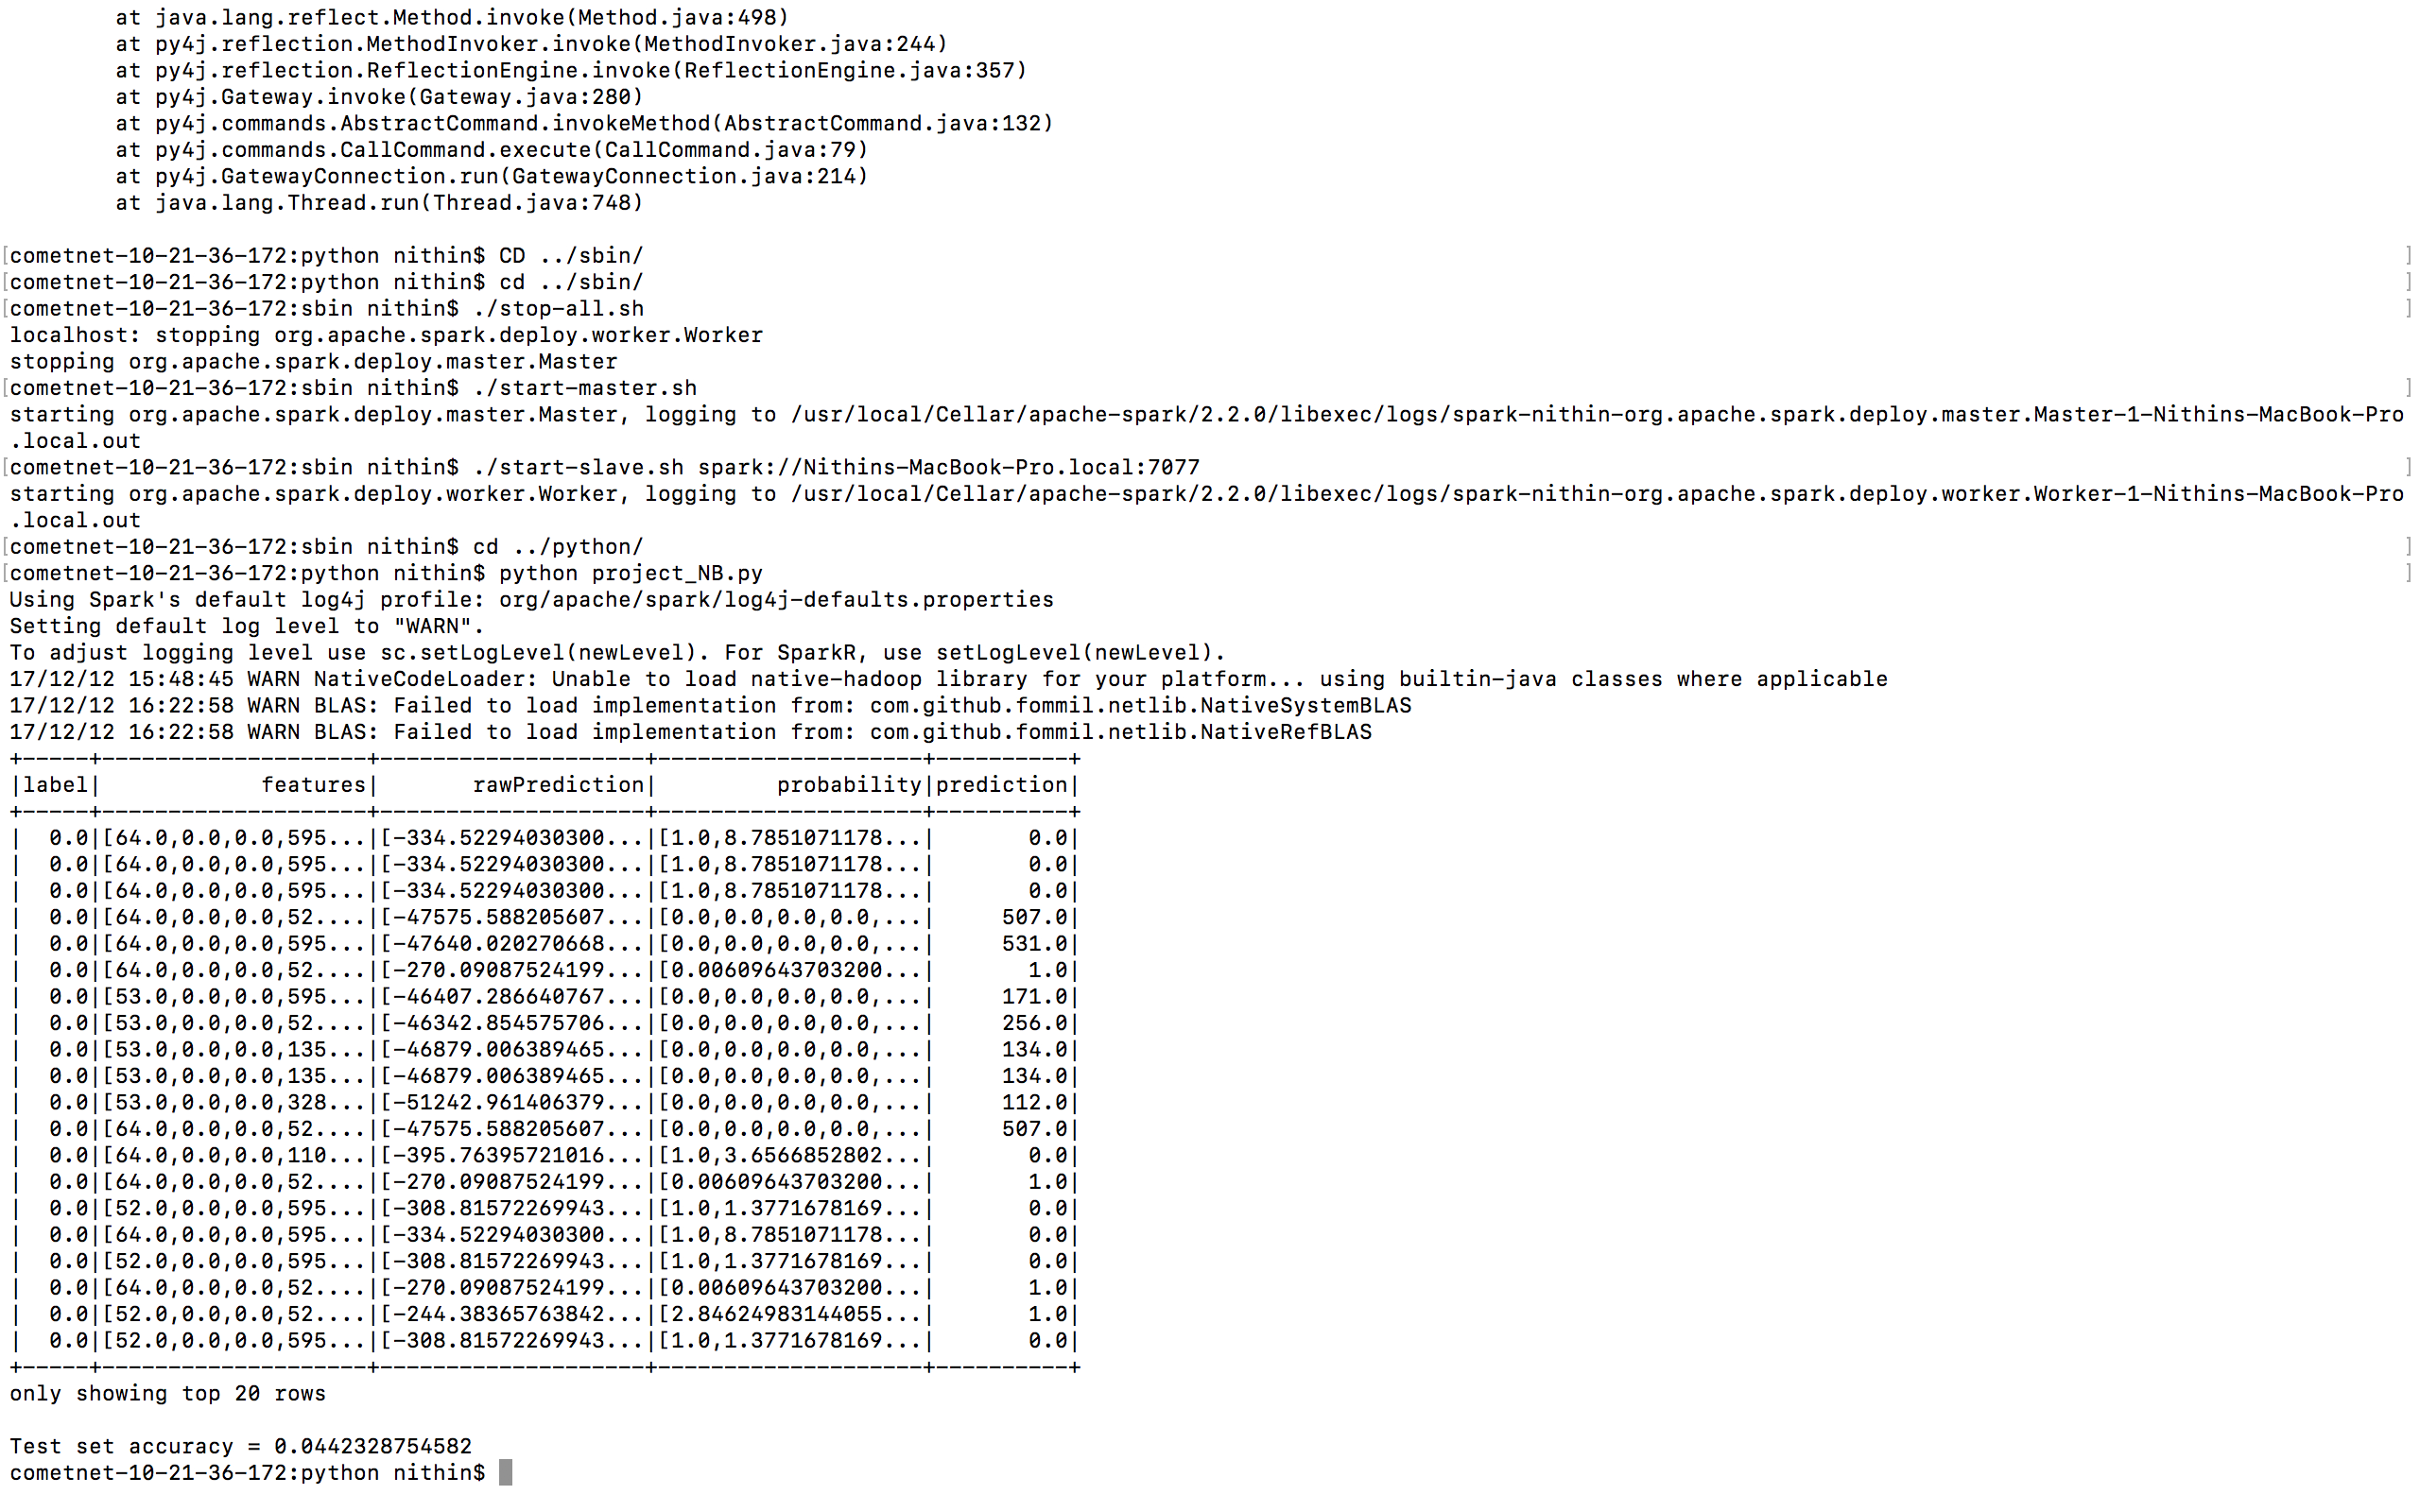 at java.lang.reflect.Method.invoke(Method.java:498)
at py4j.reflection.MethodInvoker.invoke(MethodInvoker.java:244)
at py4j.reflection.ReflectionEngine.invoke(ReflectionEngine.java:357)
at py4j.Gateway.invoke(Gateway.java:280)
at py4j.commands.AbstractCommand.invokeMethod(AbstractCommand.java:132)
at py4j.commands.CallCommand.execute(CallCommand.java:79)
at py4j.GatewayConnection.run(GatewayConnection.java:214)
at java.lang.Thread.run(Thread.java:748)

[cometnet-10-21-36-172:python nithin$ CD ../sbin/ ]
[cometnet-10-21-36-172:python nithin$ cd ../sbin/ ]
[cometnet-10-21-36-172:sbin nithin$ ./stop-all.sh ]
localhost: stopping org.apache.spark.deploy.worker.Worker
stopping org.apache.spark.deploy.master.Master
[cometnet-10-21-36-172:sbin nithin$ ./start-master.sh ]
starting org.apache.spark.deploy.master.Master, logging to /usr/local/Cellar/apache-spark/2.2.0/libexec/logs/spark-nithin-org.apache.spark.deploy.master.Master-1-Nithins-MacBook-Pro
.local.out
[cometnet-10-21-36-172:sbin nithin$ ./start-slave.sh spark://Nithins-MacBook-Pro.local:7077 ]
starting org.apache.spark.deploy.worker.Worker, logging to /usr/local/Cellar/apache-spark/2.2.0/libexec/logs/spark-nithin-org.apache.spark.deploy.worker.Worker-1-Nithins-MacBook-Pro
.local.out
[cometnet-10-21-36-172:sbin nithin$ cd ../python/ ]
[cometnet-10-21-36-172:python nithin$ python project_NB.py ]
Using Spark's default log4j profile: org/apache/spark/log4j-defaults.properties
Setting default log level to "WARN".
To adjust logging level use sc.setLogLevel(newLevel). For SparkR, use setLogLevel(newLevel).
17/12/12 15:48:45 WARN NativeCodeLoader: Unable to load native-hadoop library for your platform... using builtin-java classes where applicable
17/12/12 16:22:58 WARN BLAS: Failed to load implementation from: com.github.fommil.netlib.NativeSystemBLAS
17/12/12 16:22:58 WARN BLAS: Failed to load implementation from: com.github.fommil.netlib.NativeRefBLAS
+-----+--------------------+--------------------+--------------------+----------+
|label|            features|       rawPrediction|         probability|prediction|
+-----+--------------------+--------------------+--------------------+----------+
|  0.0|[64.0,0.0,0.0,595...|[-334.52294030300...|[1.0,8.7851071178...|       0.0|
|  0.0|[64.0,0.0,0.0,595...|[-334.52294030300...|[1.0,8.7851071178...|       0.0|
|  0.0|[64.0,0.0,0.0,595...|[-334.52294030300...|[1.0,8.7851071178...|       0.0|
|  0.0|[64.0,0.0,0.0,52....|[-47575.588205607...|[0.0,0.0,0.0,0.0,...|     507.0|
|  0.0|[64.0,0.0,0.0,595...|[-47640.020270668...|[0.0,0.0,0.0,0.0,...|     531.0|
|  0.0|[64.0,0.0,0.0,52....|[-270.09087524199...|[0.00609643703200...|       1.0|
|  0.0|[53.0,0.0,0.0,595...|[-46407.286640767...|[0.0,0.0,0.0,0.0,...|     171.0|
|  0.0|[53.0,0.0,0.0,52....|[-46342.854575706...|[0.0,0.0,0.0,0.0,...|     256.0|
|  0.0|[53.0,0.0,0.0,135...|[-46879.006389465...|[0.0,0.0,0.0,0.0,...|     134.0|
|  0.0|[53.0,0.0,0.0,135...|[-46879.006389465...|[0.0,0.0,0.0,0.0,...|     134.0|
|  0.0|[53.0,0.0,0.0,328...|[-51242.961406379...|[0.0,0.0,0.0,0.0,...|     112.0|
|  0.0|[64.0,0.0,0.0,52....|[-47575.588205607...|[0.0,0.0,0.0,0.0,...|     507.0|
|  0.0|[64.0,0.0,0.0,110...|[-395.76395721016...|[1.0,3.6566852802...|       0.0|
|  0.0|[64.0,0.0,0.0,52....|[-270.09087524199...|[0.00609643703200...|       1.0|
|  0.0|[52.0,0.0,0.0,595...|[-308.81572269943...|[1.0,1.3771678169...|       0.0|
|  0.0|[64.0,0.0,0.0,595...|[-334.52294030300...|[1.0,8.7851071178...|       0.0|
|  0.0|[52.0,0.0,0.0,595...|[-308.81572269943...|[1.0,1.3771678169...|       0.0|
|  0.0|[64.0,0.0,0.0,52....|[-270.09087524199...|[0.00609643703200...|       1.0|
|  0.0|[52.0,0.0,0.0,52....|[-244.38365763842...|[2.84624983144055...|       1.0|
|  0.0|[52.0,0.0,0.0,595...|[-308.81572269943...|[1.0,1.3771678169...|       0.0|
+-----+--------------------+--------------------+--------------------+----------+
only showing top 20 rows

Test set accuracy = 0.0442328754582
cometnet-10-21-36-172:python nithin$